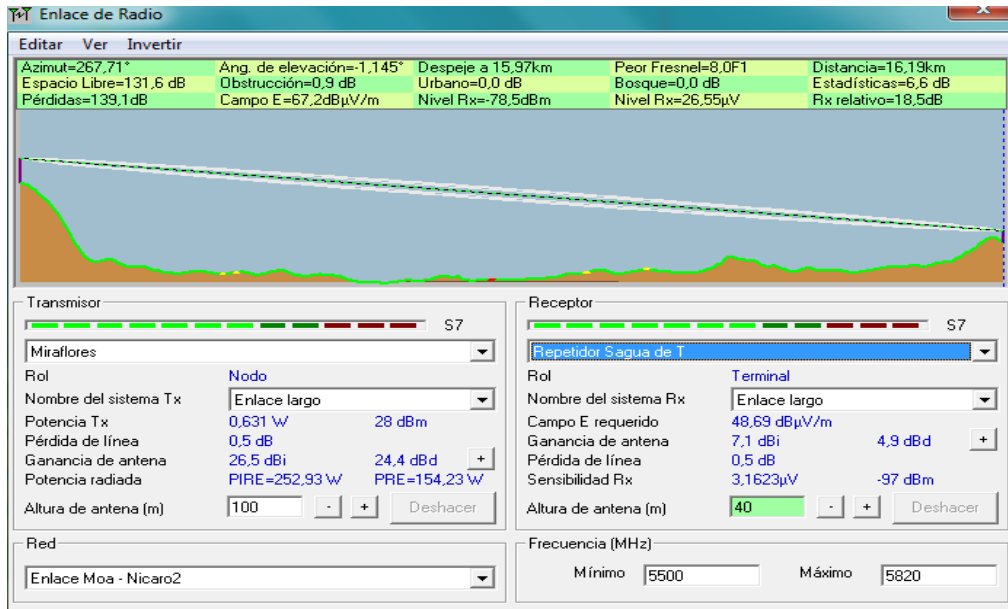 Enlace de Radio
Editar Ver Invertir
Azimut=267,71° Ang. de elevación=-1,145° Despeje a 15,97km Peor Fresnel=8,0F1 Distancia=16,19km
Espacio Libre=131,6 dB Obstrucción=0,9 dB Urbano=0,0 dB Bosque=0,0 dB Estadísticas=6,6 dB
Pérdidas=139,1dB Campo E=67,2dBµV/m Nivel Rx=-78,5dBm Nivel Rx=26,55µV Rx relativo=18,5dB
Transmisor
S7
Miraflores
Rol Nodo
Nombre del sistema Tx Enlace largo
Potencia Tx 0,631 W 28 dBm
Pérdida de línea 0,5 dB
Ganancia de antena 26,5 dBi 24,4 dBd +
Potencia radiada PIRE=252,93 W PRE=154,23 W
Altura de antena (m) 100 - + Deshacer
Receptor
S7
Repetidor Sagua de T
Rol Terminal
Nombre del sistema Rx Enlace largo
Campo E requerido 48,69 dBµV/m
Ganancia de antena 7,1 dBi 4,9 dBd +
Pérdida de línea 0,5 dB
Sensibilidad Rx 3,1623µV -97 dBm
Altura de antena (m) 40 - + Deshacer
Red
Enlace Moa - Nicaro2
Frecuencia (MHz)
Mínimo 5500 Máximo 5820